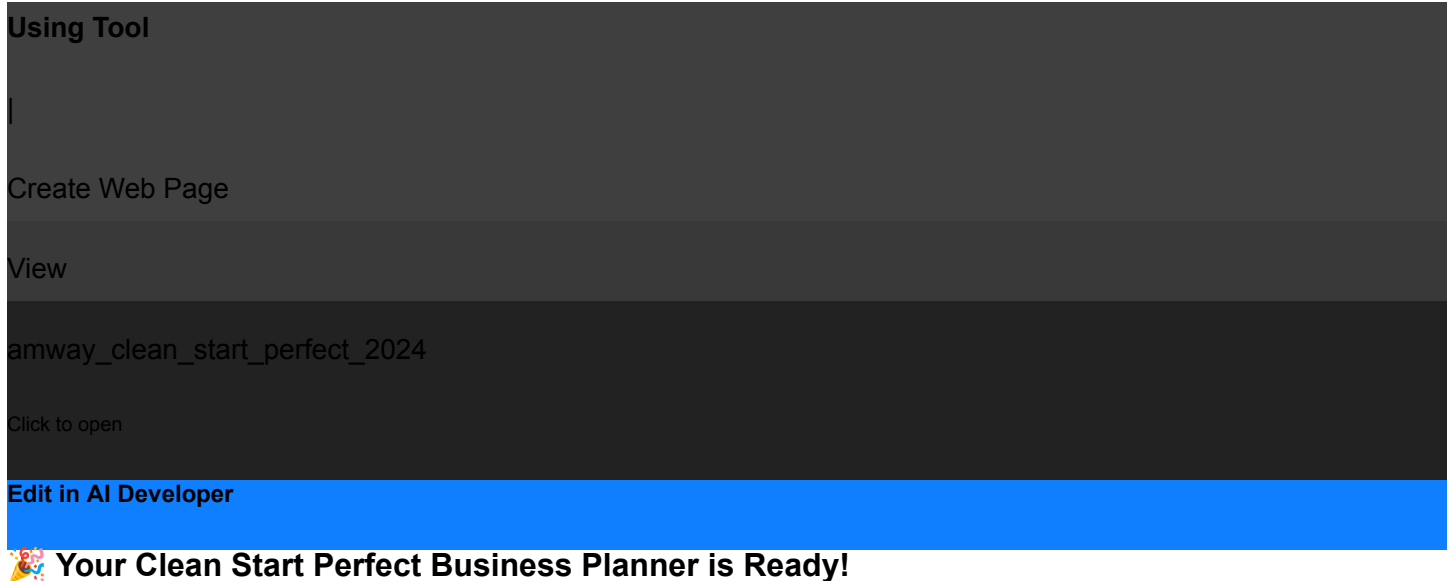 Using Tool
|
Create Web Page
View
amway_clean_start_perfect_2024
Click to open
Edit in AI Developer
🎉 Your Clean Start Perfect Business Planner is Ready!